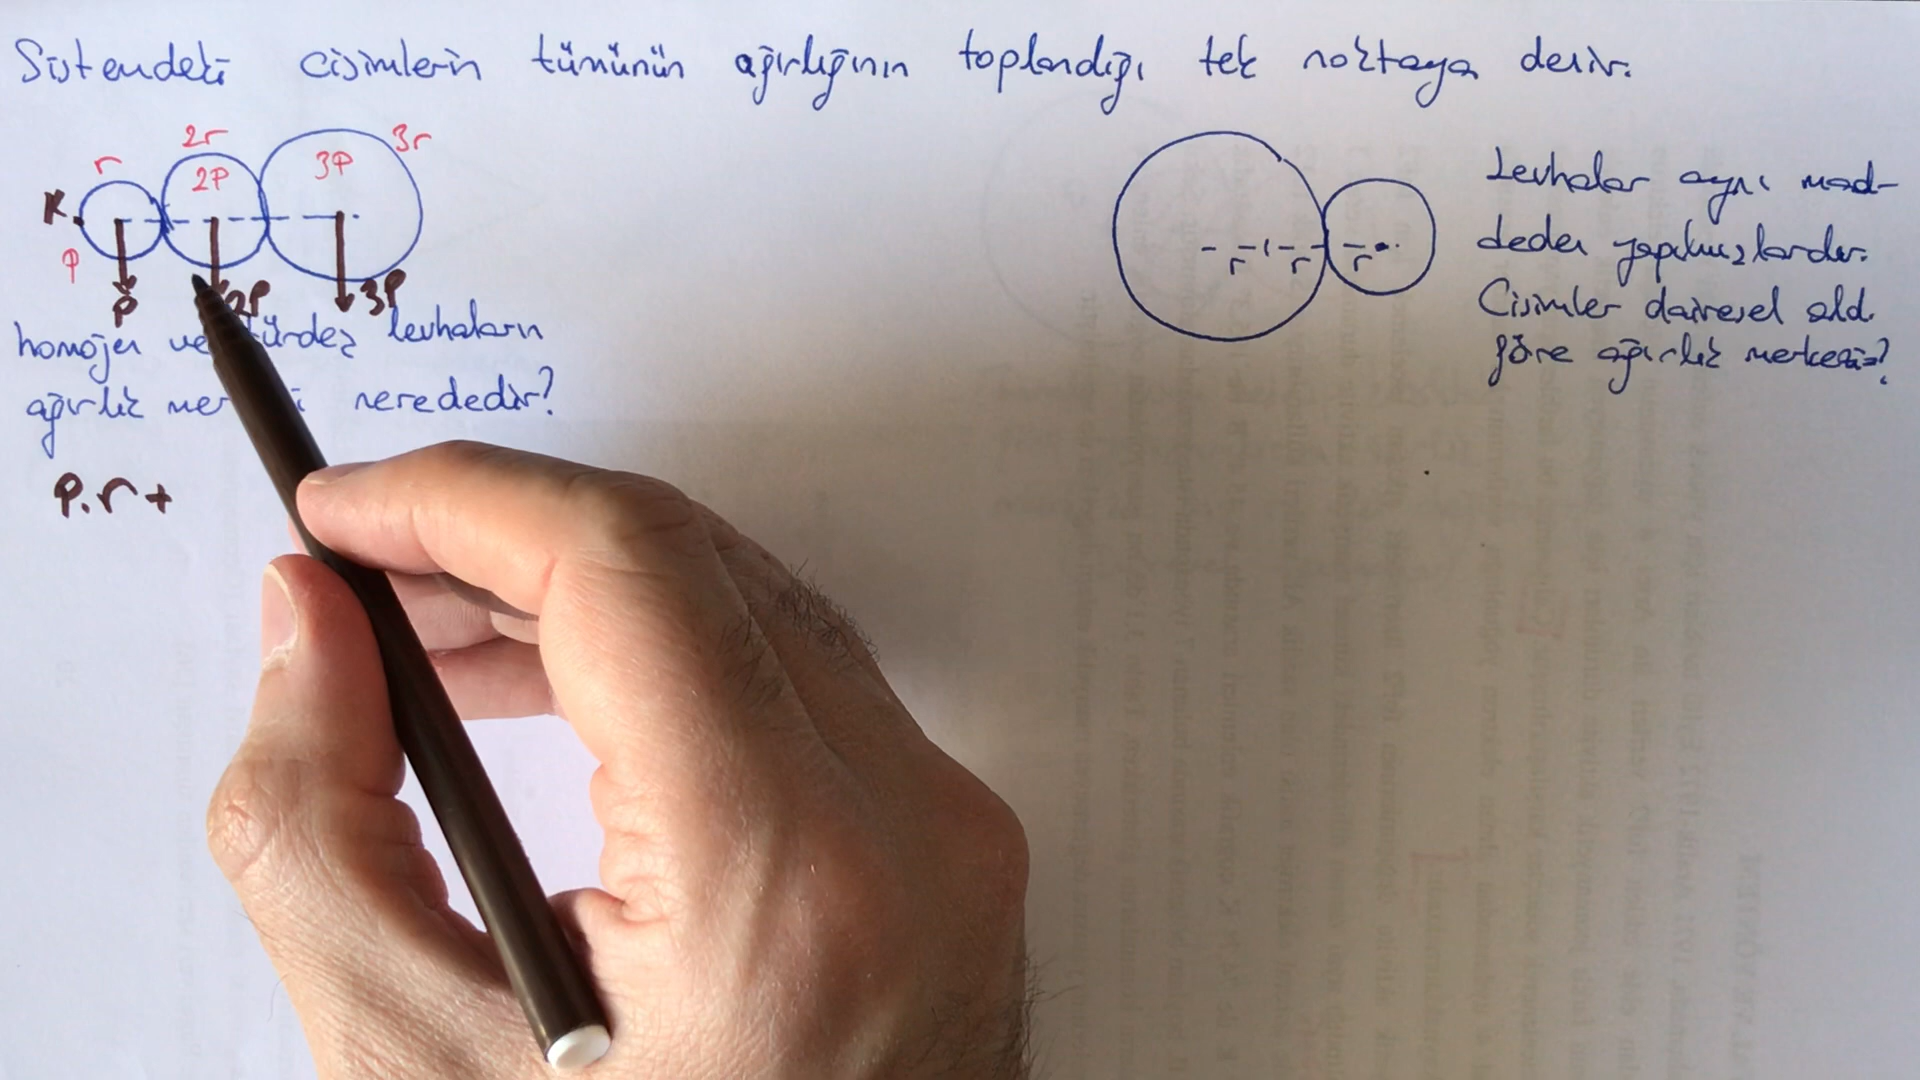 Sistemdeki cisimlerin tümünün ağırlığının toplandığı tek noktaya denir.
r 2r 3r
2P 3P
K.
P
P 2P 3P
homojen ve türdeş levhaların
ağırlık nerededir?
P.r +
r r r
Levhalar aynı mad-
deden yapılmışlardır.
Cisimler dairesel old.
göre ağırlık merkezi=?